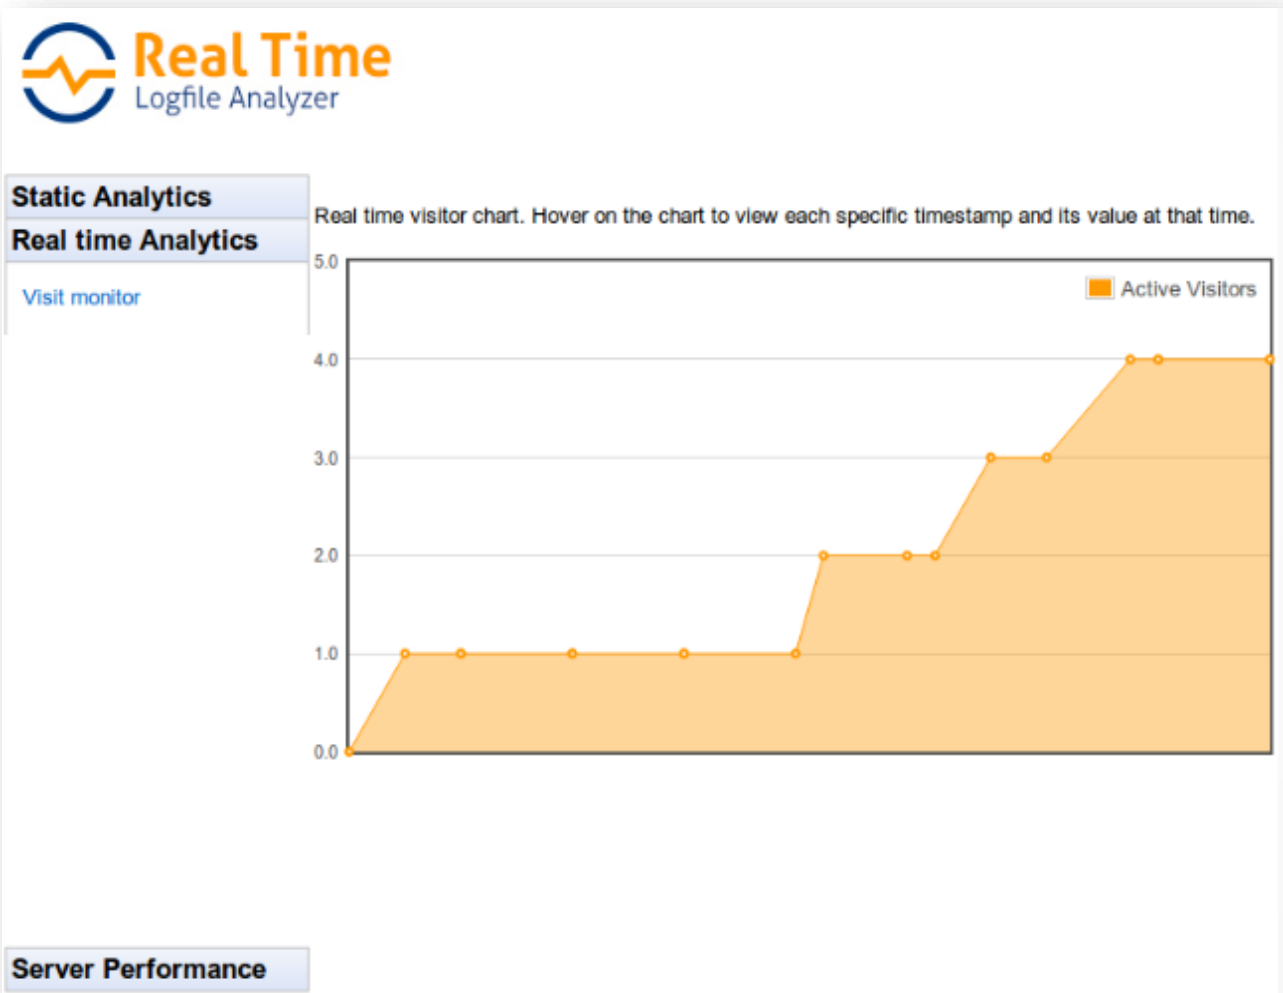 Real Time
Logfile Analyzer
Static Analytics
Real time Analytics
Visit monitor
Real time visitor chart. Hover on the chart to view each specific timestamp and its value at that time.
5.0
Active Visitors
4.0
3.0
2.0
1.0
0.0
Server Performance